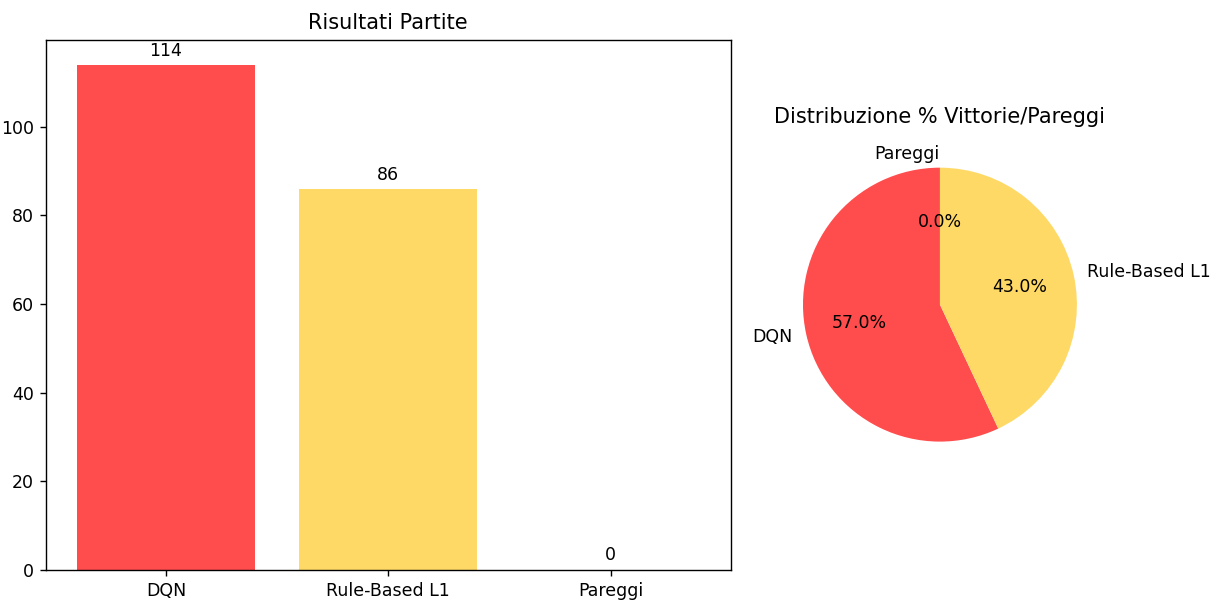 Risultati Partite
114
86
0
100
80
60
40
20
0
DQN
Rule-Based L1
Pareggi
Distribuzione % Vittorie/Pareggi
Pareggi
0.0%
Rule-Based L1
43.0%
57.0%
DQN